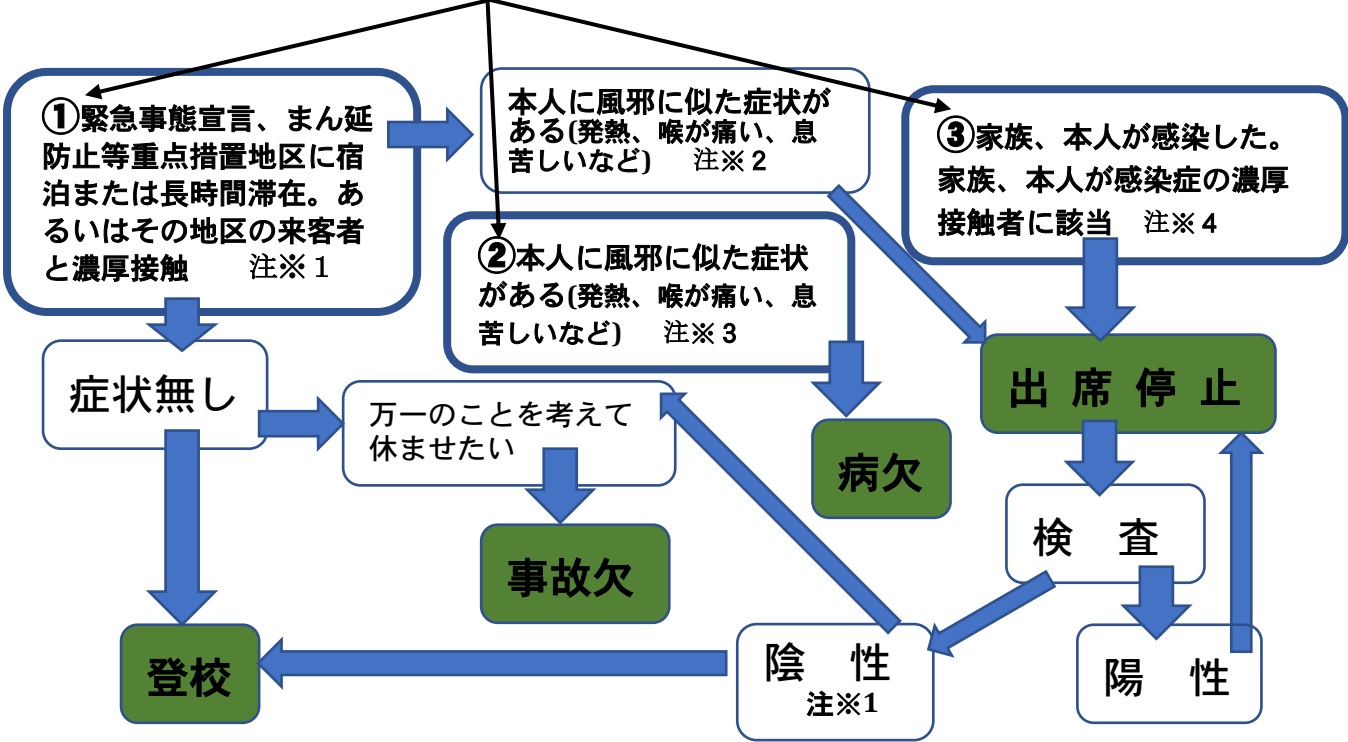 ①緊急事態宣言、まん延
防止等重点措置地区に宿
泊または長時間滞在。あ
るいはその地区の来客者
と濃厚接触　注※1
本人に風邪に似た症状が
ある(発熱、喉が痛い、息
苦しいなど)　注※2
③家族、本人が感染した。
家族、本人が感染症の濃厚
接触者に該当　注※4
②本人に風邪に似た症状
がある(発熱、喉が痛い、息
苦しいなど)　注※3
症状無し
万一のことを考えて
休ませたい
出 席 停 止
病欠
検　査
事故欠
登校
陰　性
注※1
陽　性